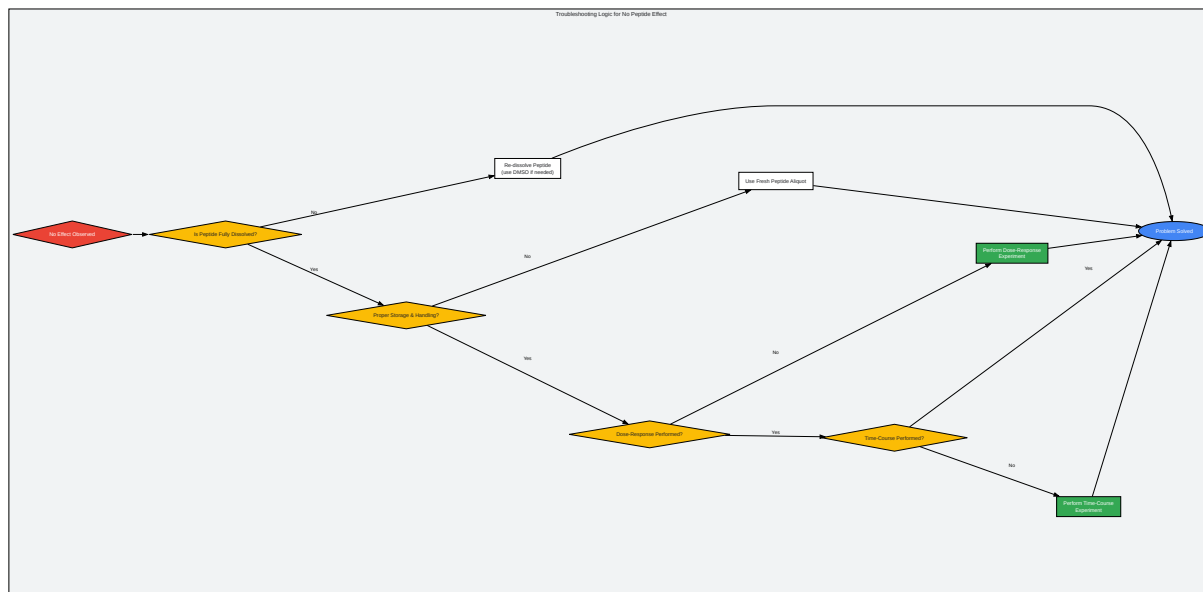 Troubleshooting Logic for No Peptide Effect
Re-dissolve Peptide
(use DMSO if needed)
Use Fresh Peptide Aliquot
No
No Effect Observed
Is Peptide Fully Dissolved?
Problem Solved
Perform Dose-Response
Experiment
No
Yes
Yes
Proper Storage & Handling?
No
Yes
Dose-Response Performed?
Yes
Time-Course Performed?
No
Perform Time-Course
Experiment